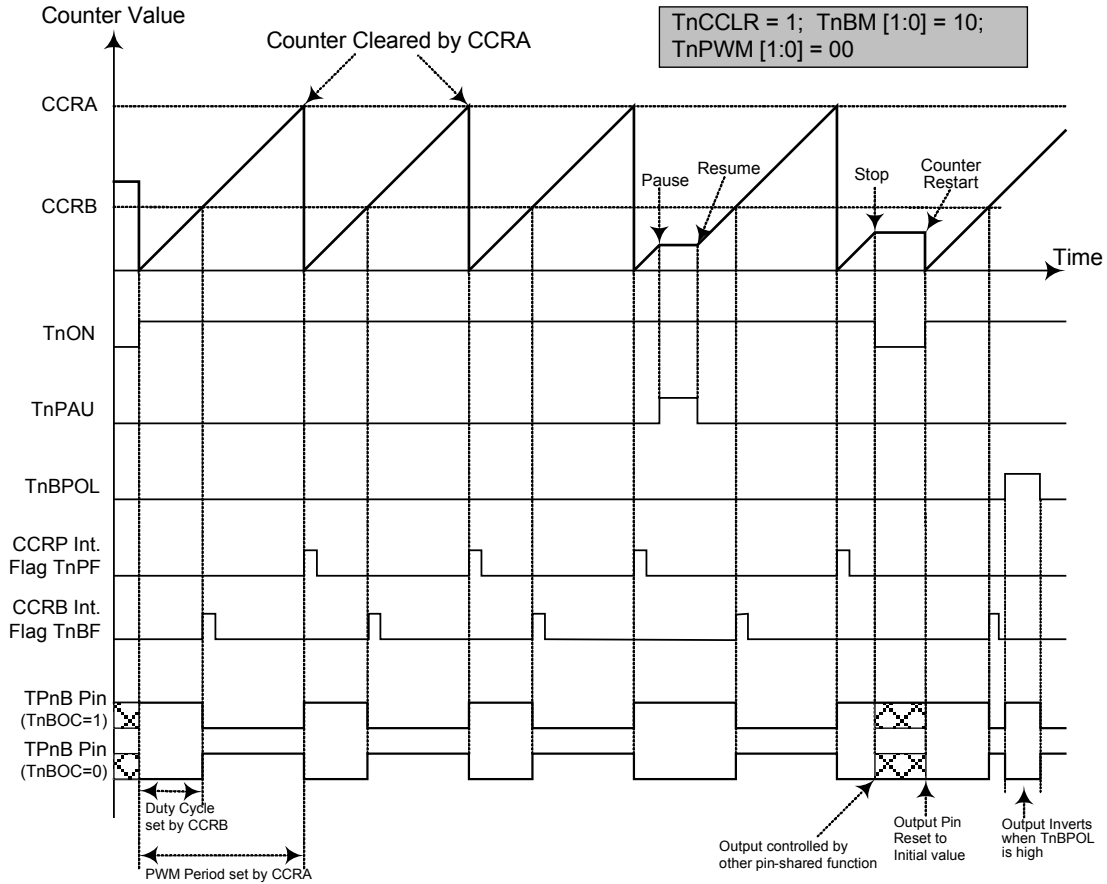 Counter Value
TnCCLR = 1; TnBM [1:0] = 10;
TnPWM [1:0] = 00
Counter Cleared by CCRA
CCRA
Pause
Resume
Stop
Counter
Restart
CCRB
Time
TnON
TnPAU
TnBPOL
CCRP Int.
Flag TnPF
CCRB Int.
Flag TnBF
TPnB Pin
(TnBOC=1)
TPnB Pin
(TnBOC=0)
Duty Cycle
set by CCRB
PWM Period set by CCRA
Output controlled by
other pin-shared function
Output Pin
Reset to
Initial value
Output Inverts
when TnBPOL
is high